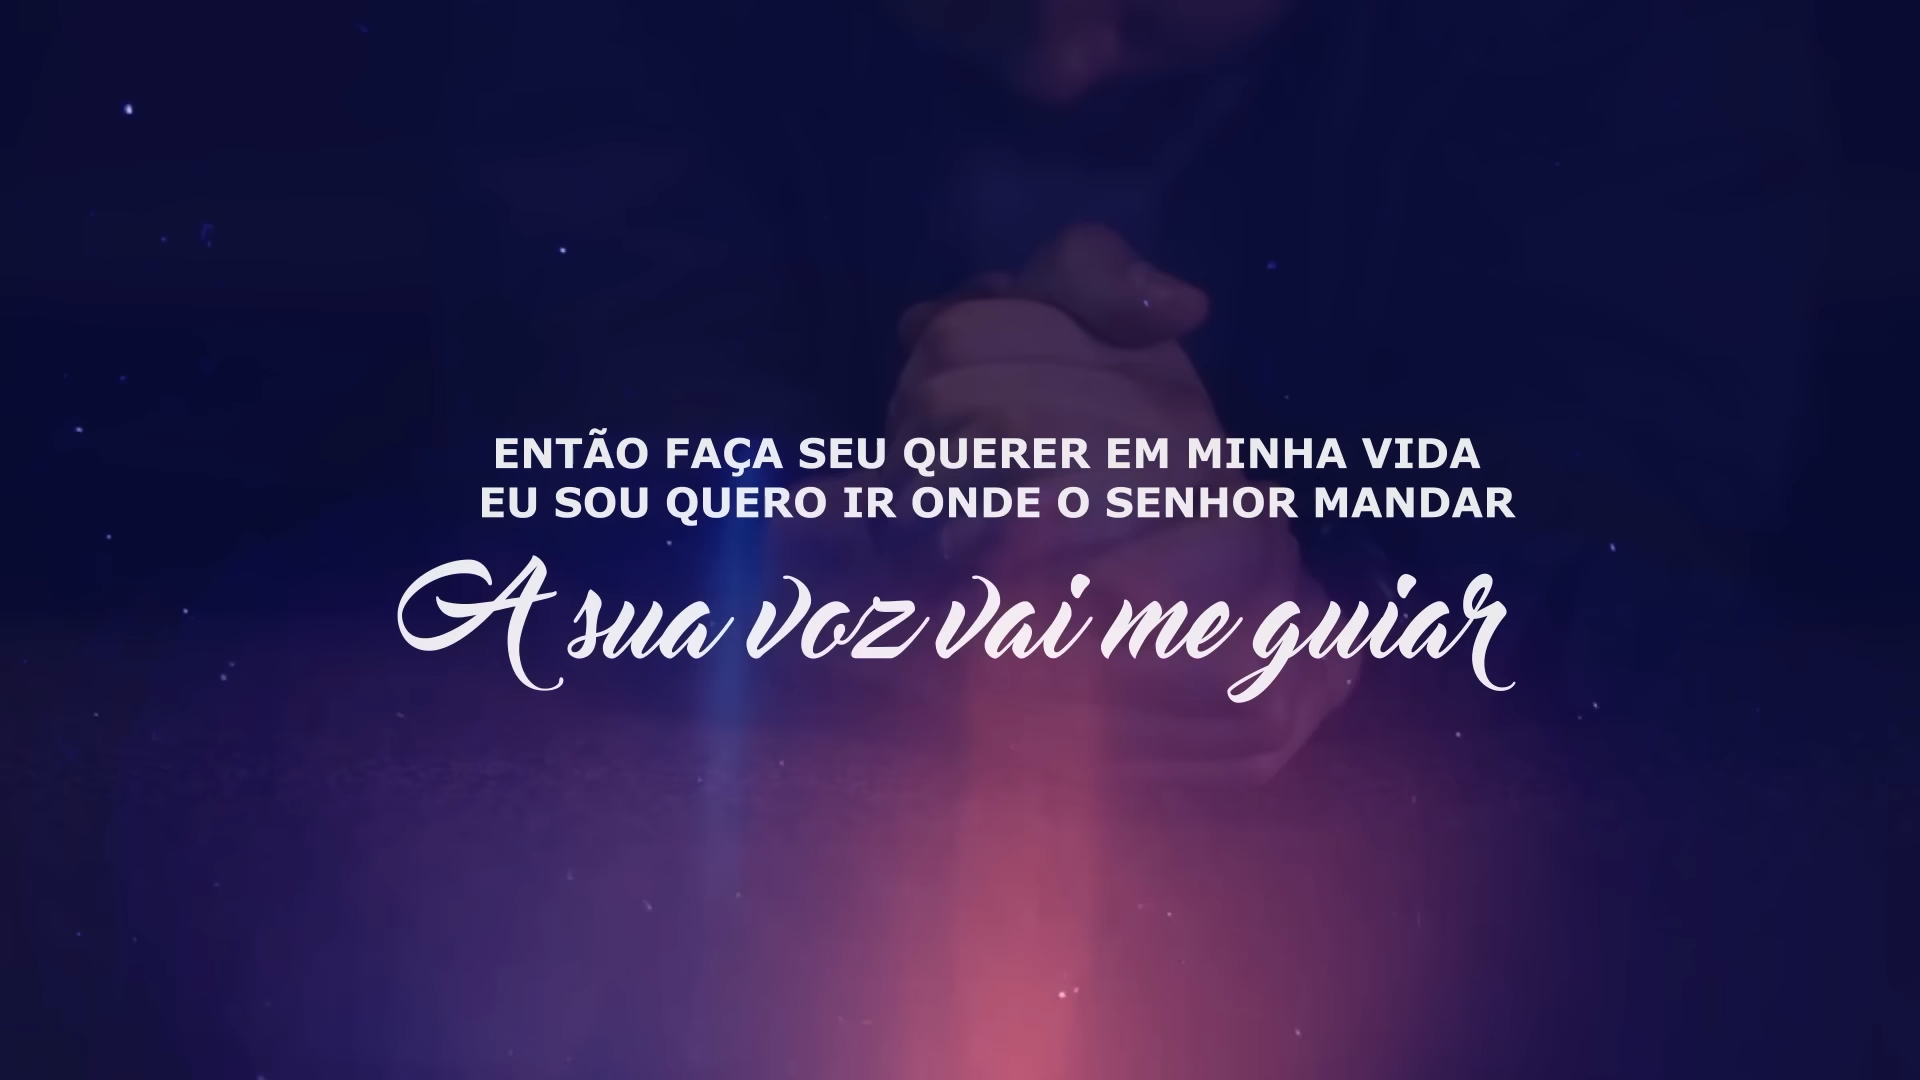 ENTÃO FAÇA SEU QUERER EM MINHA VIDA
EU SOU QUERO IR ONDE O SENHOR MANDAR
A sua voz vai me guiar